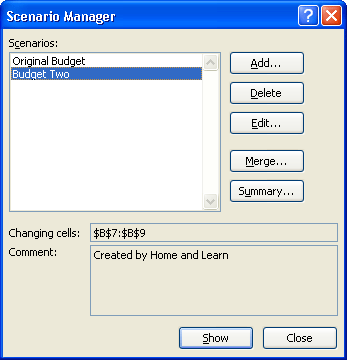 Scenario Manager
Scenarios:
Original Budget
Budget Two
Add...
Delete
Edit...
Merge...
Summary...
Changing cells: $B$7:$B$9
Comment: Created by Home and Learn
Show Close